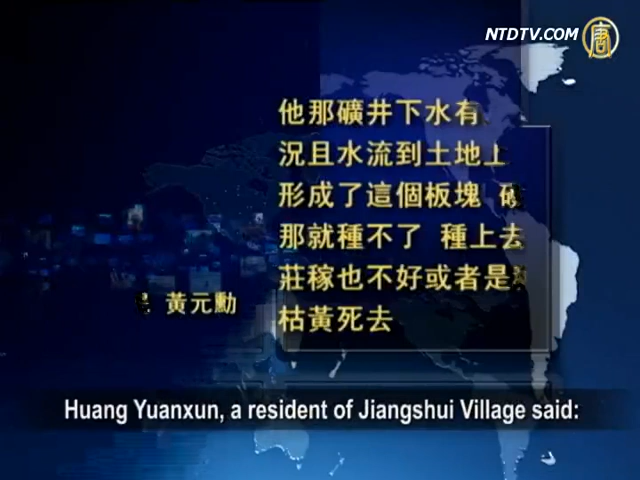 NTDTV.COM
唐
他那礦井下水有
況且水流到土地上
形成了這個板塊
那就種不了 種上去
莊稼也不好或者是
枯黃死去
黃元勳
Huang Yuanxun, a resident of Jiangshui Village said: